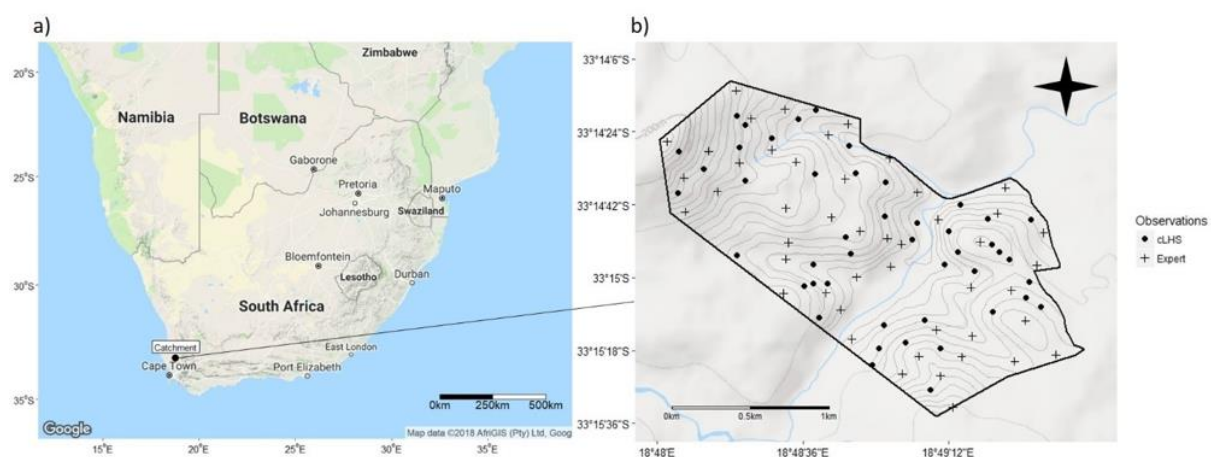 a)
20°S
25°S
30°S
35°S
Zimbabwe
Namibia
Botswana
Gaborone
Pretoria
Johannesburg
Maputo
Swaziland
Bloemfontein
Lesotho
Durban
South Africa
Catchment
Cape Town
East London
Port Elizabeth
0km 250km 500km
Google
Map data ©2018 AfriGIS (Pty) Ltd, Goog
15°E 20°E 25°E 30°E 35°E
b)
33°14'6"S
33°14'24"S
33°14'42"S
33°15'S
33°15'18"S
33°15'36"S
200m
0km 0.5km 1km
18°48'E 18°48'36"E 18°49'12"E
Observations
cLHS
Expert